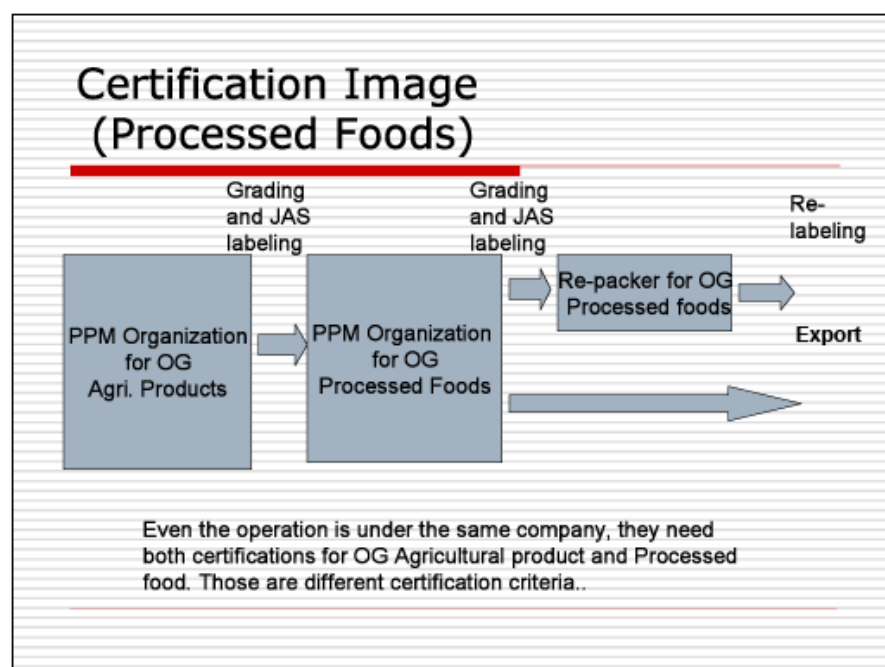 Certification Image
(Processed Foods)
Grading
and JAS
labeling
Grading
and JAS
labeling
Re-
labeling
PPM Organization
for OG
Agri. Products
PPM Organization
for OG
Processed Foods
Re-packer for OG
Processed foods
Export
Even the operation is under the same company, they need
both certifications for OG Agricultural product and Processed
food. Those are different certification criteria..